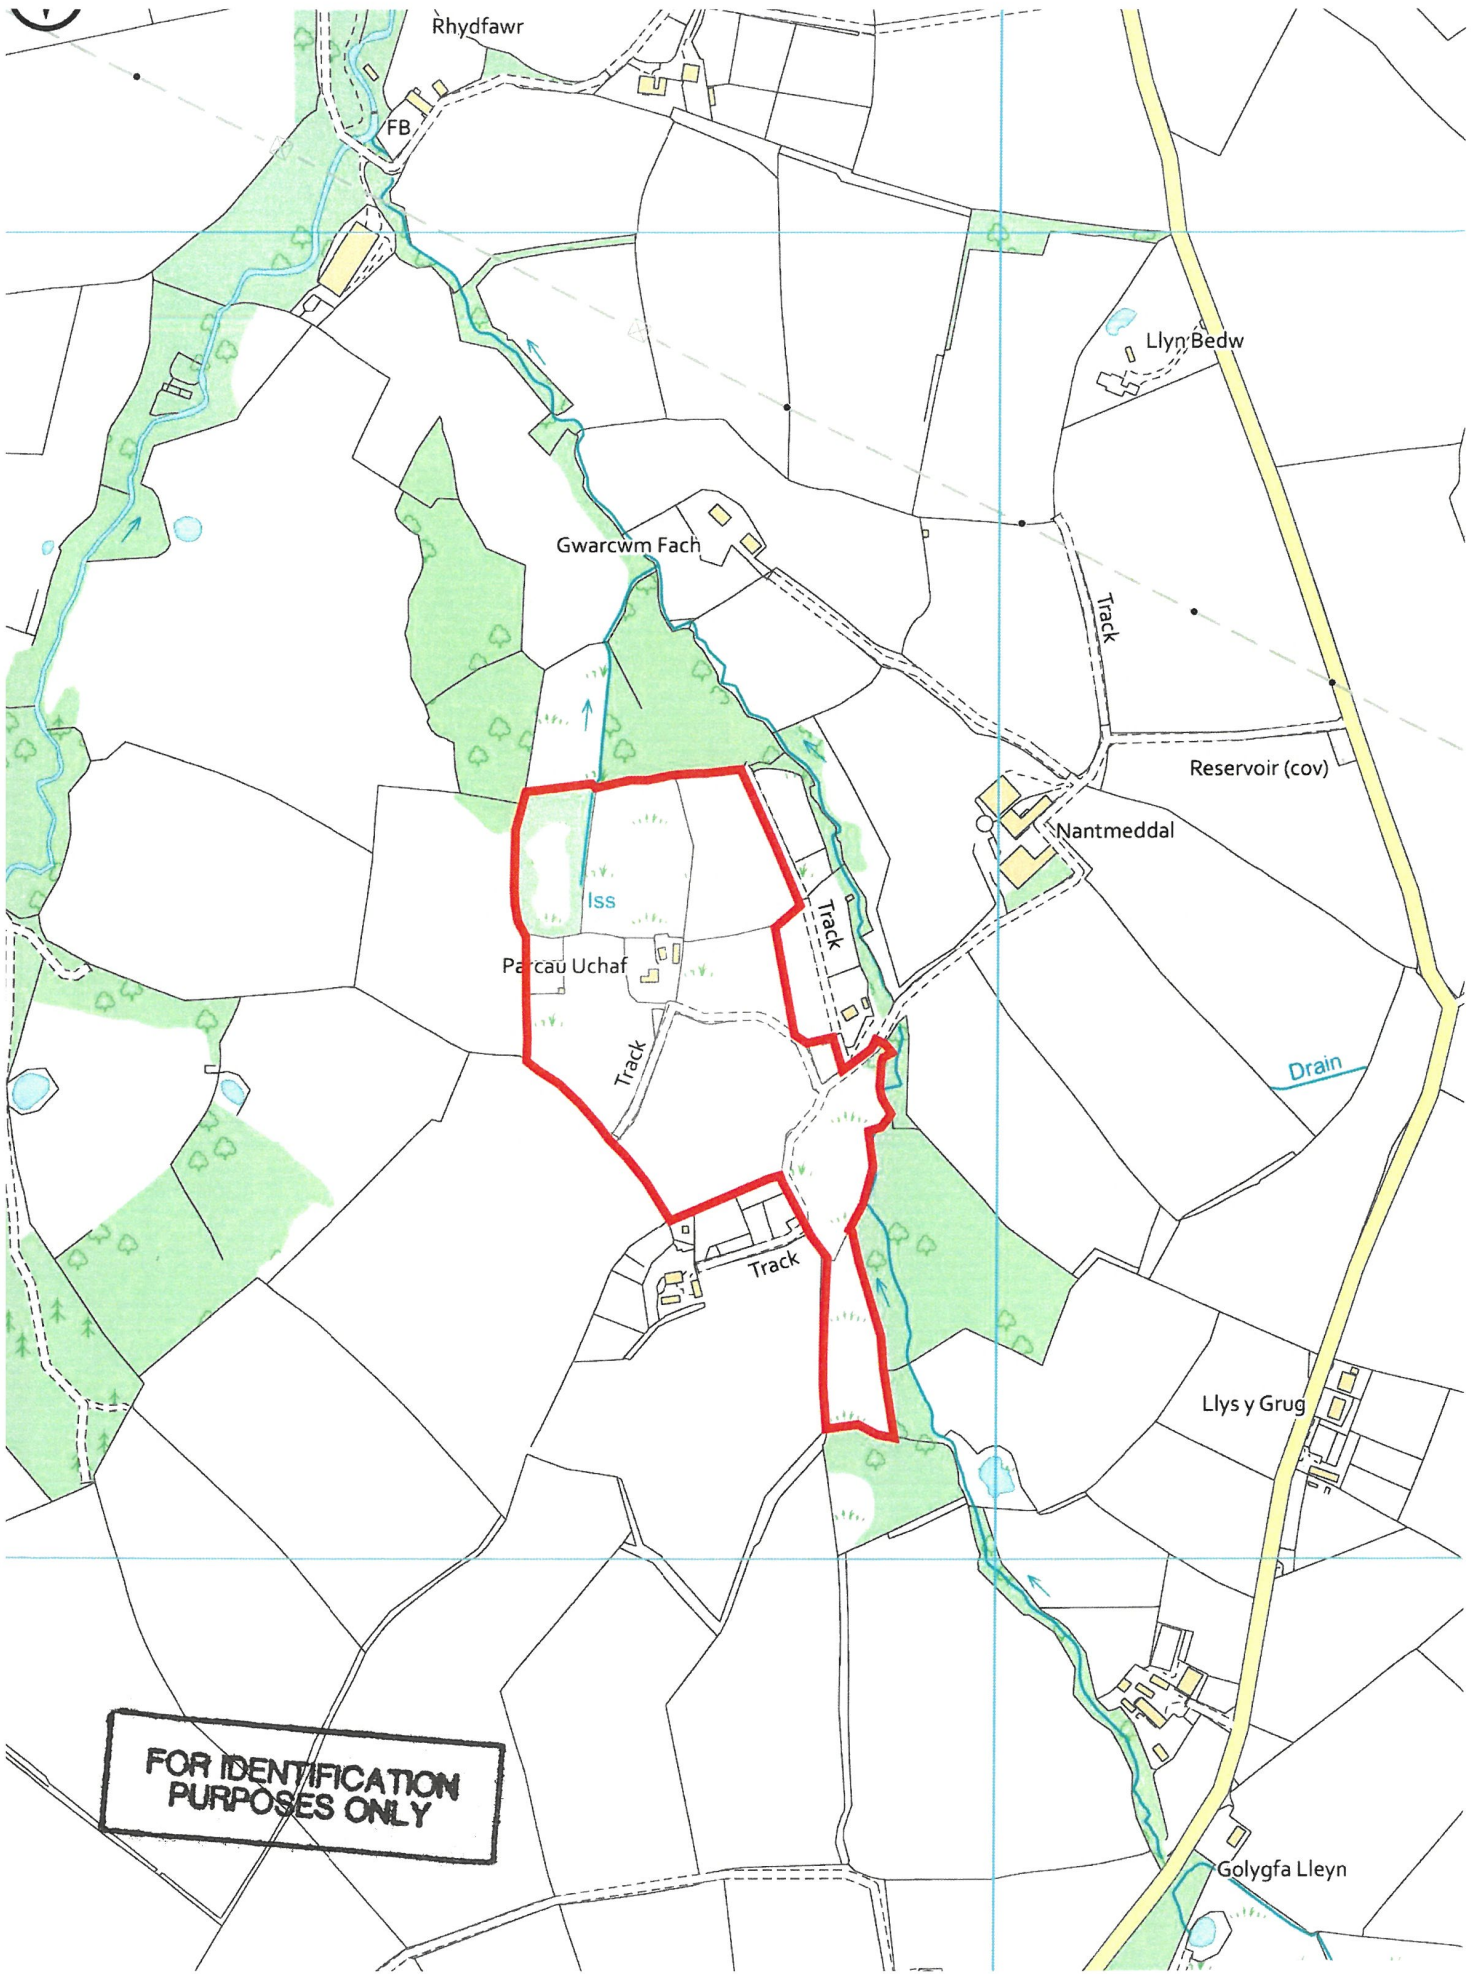 Rhydfawr
FB
Llyn Bedw
Gwarcwm Fach
Track
Reservoir (cov)
Nantmeddal
Iss
Track
Parcau Uchaf
Track
Drain
Track
Llys y Grug
FOR IDENTIFICATION
PURPOSES ONLY
Golygfa Lleyn